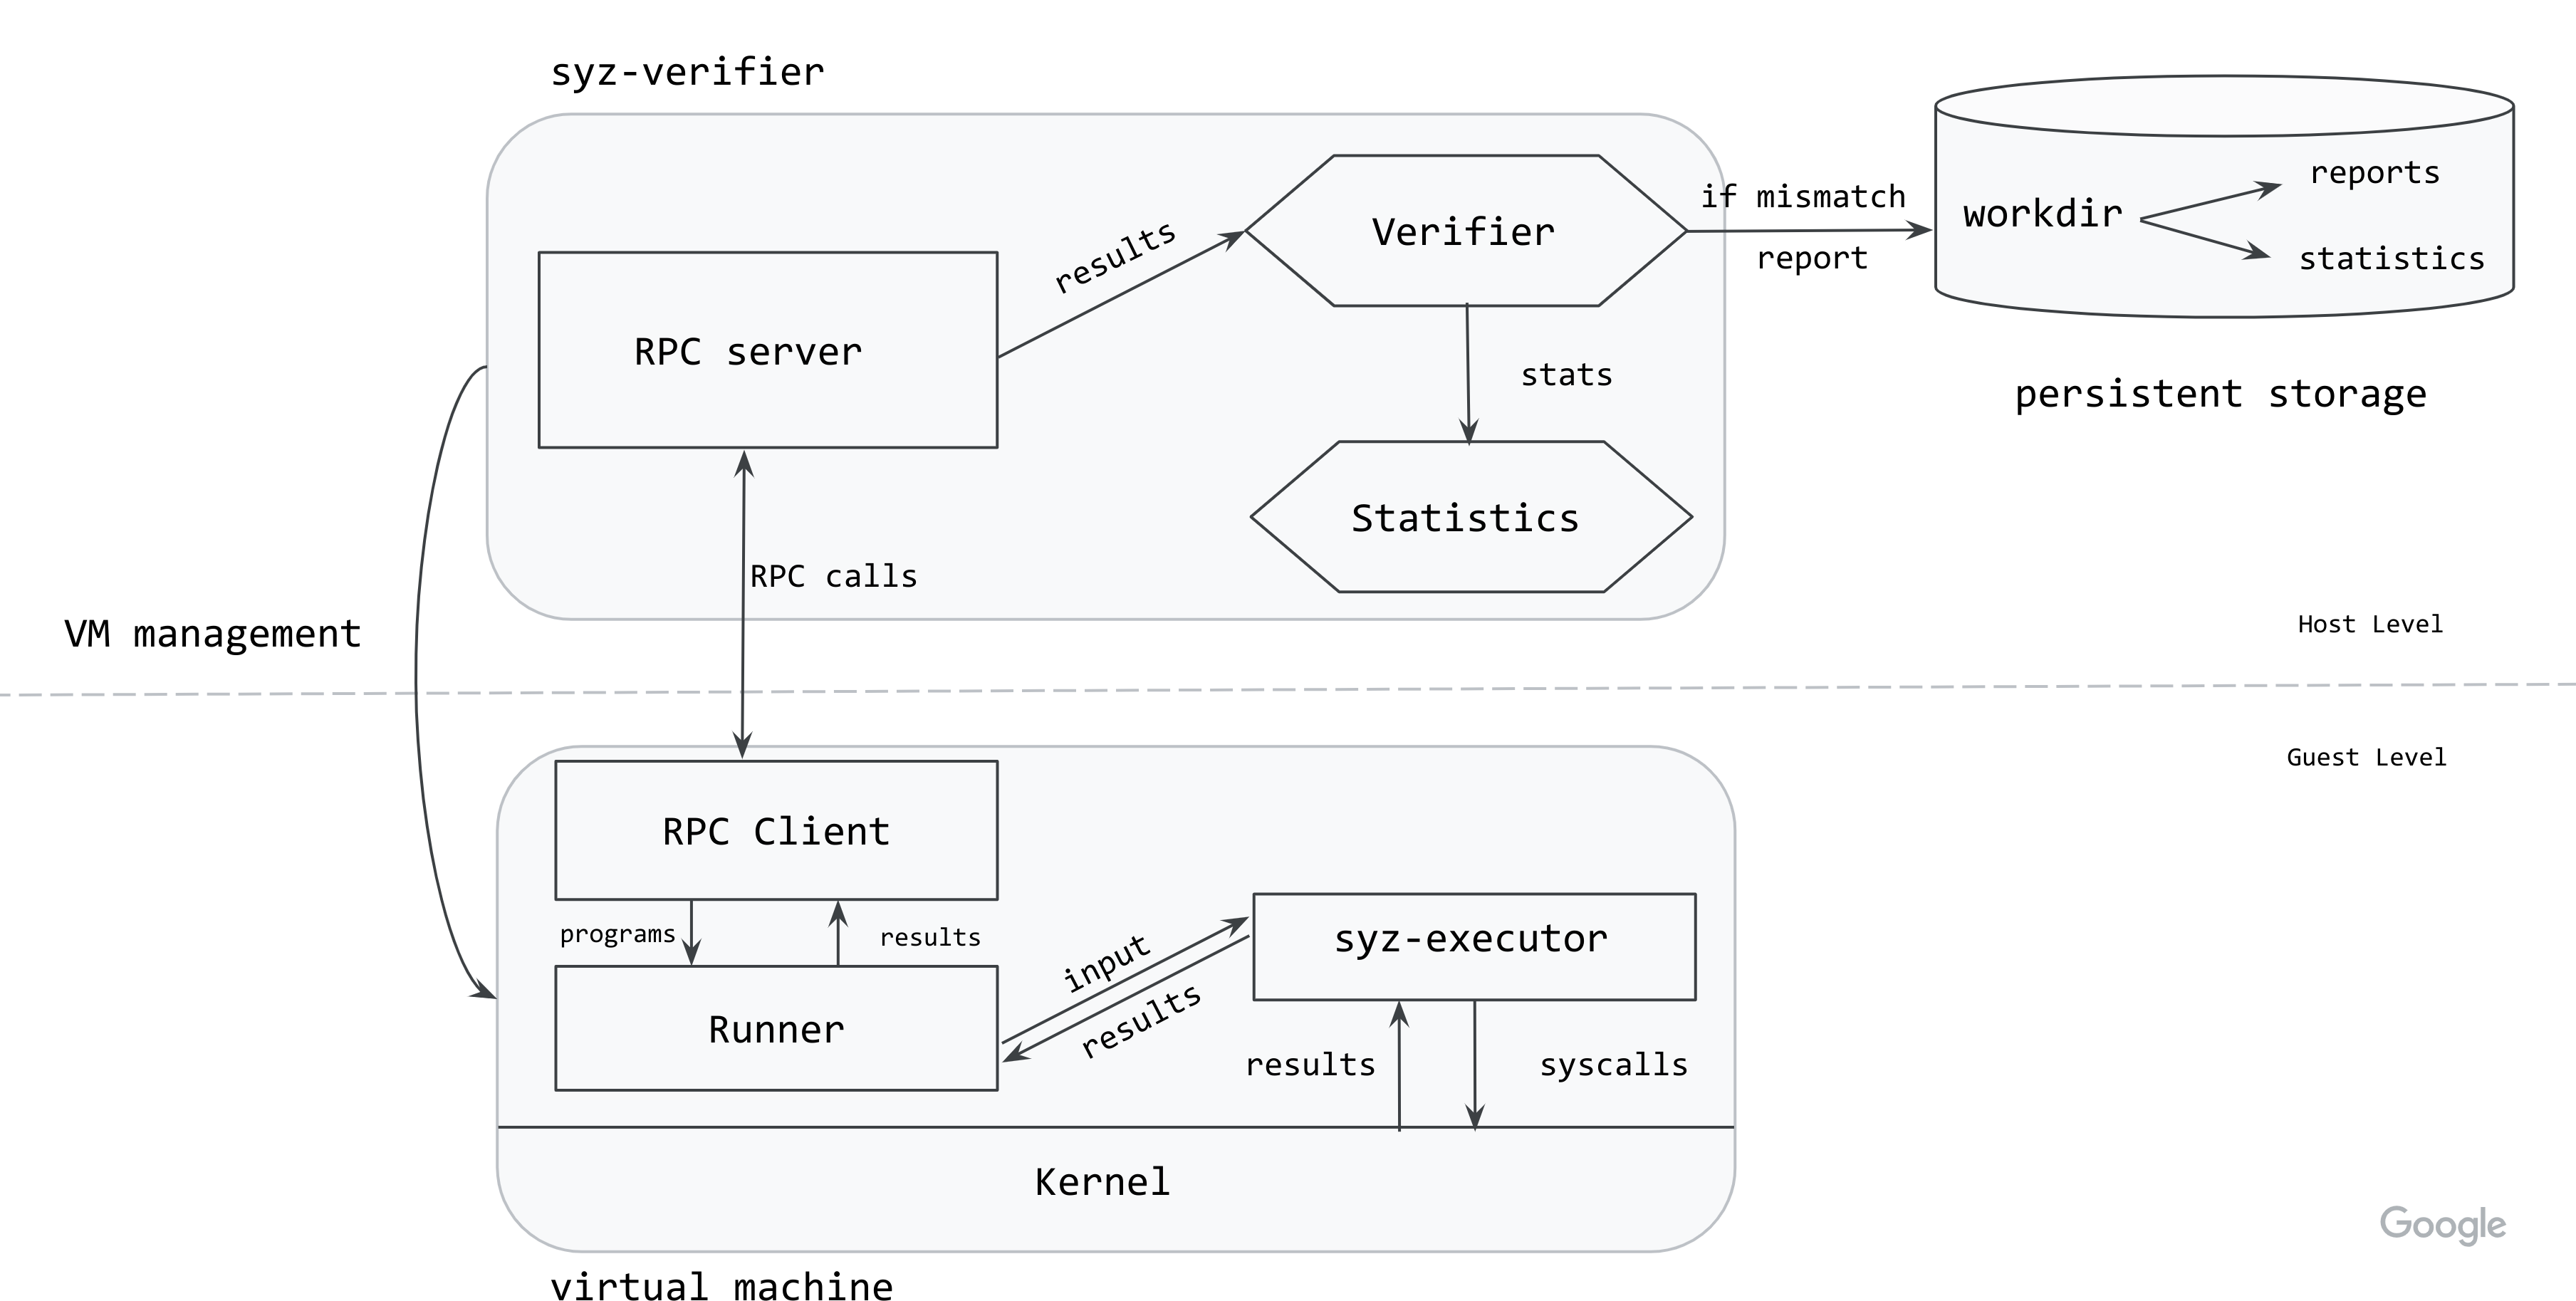 syz-verifier
RPC server
results
Verifier
if mismatch
report
workdir
reports
statistics
persistent storage
stats
Statistics
RPC calls
VM management
Host Level
Guest Level
RPC Client
programs
results
Runner
input
results
syz-executor
results
syscalls
Kernel
virtual machine
Google